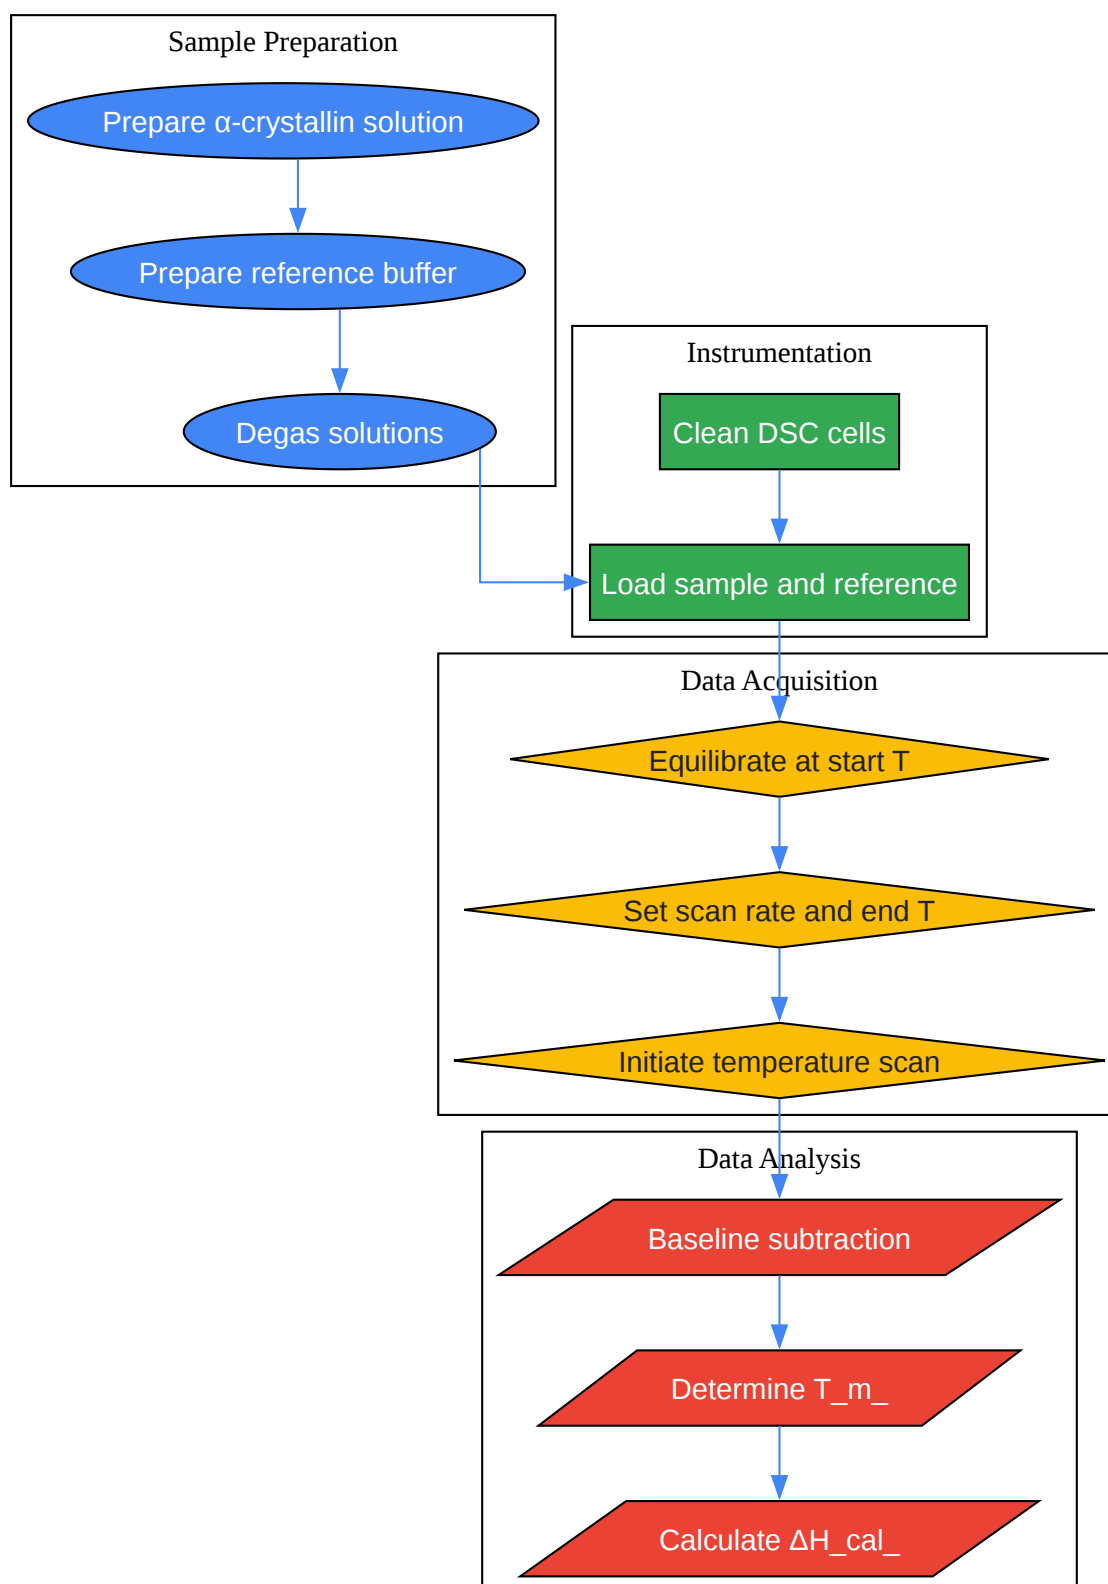 Sample Preparation
Prepare α-crystallin solution
Prepare reference buffer
Degas solutions
Instrumentation
Clean DSC cells
Load sample and reference
Data Acquisition
Equilibrate at start T
Set scan rate and end T
Initiate temperature scan
Data Analysis
Baseline subtraction
Determine T_m_
Calculate ΔH_cal_